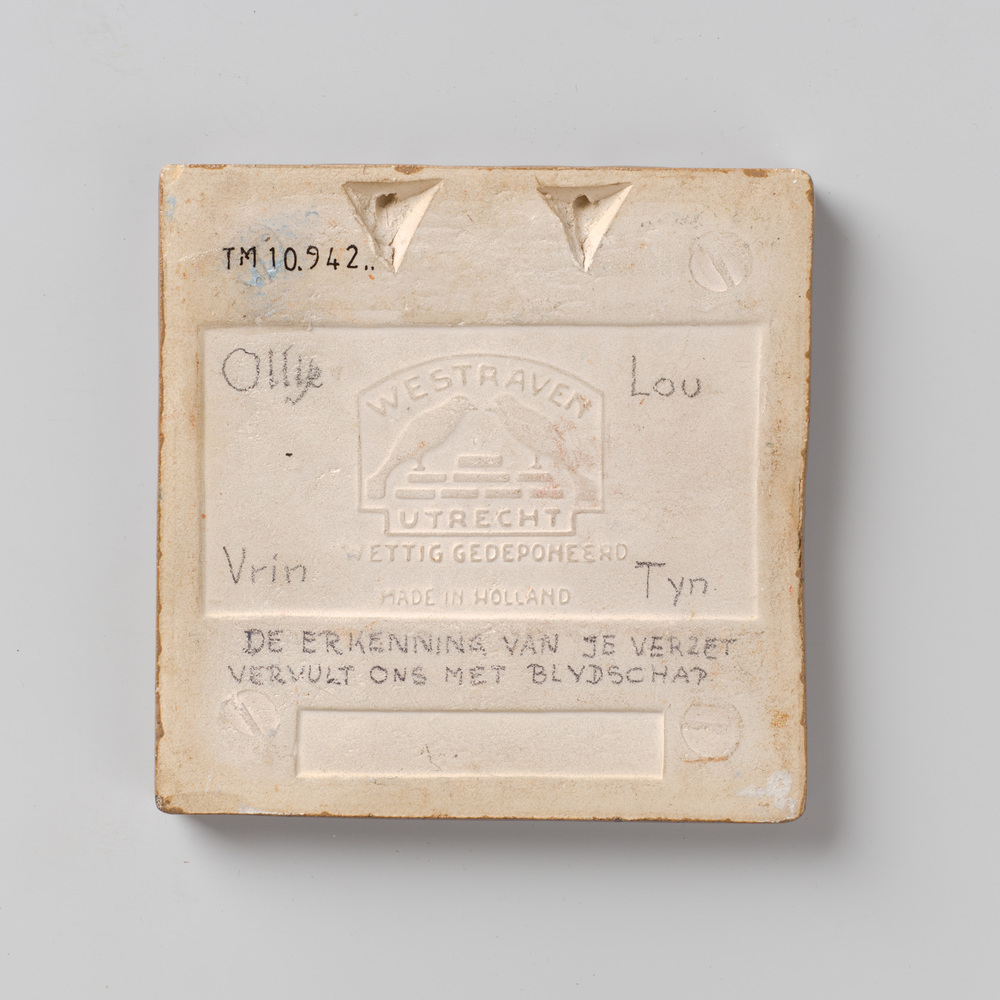 TM 10.942..
Ollie
Lou
WESTRAVEN
UTRECHT
WETTIG GEDEPONEERD
Vrin
Tyn
MADE IN HOLLAND
DE ERKENNING VAN JE VERZET
VERVULT ONS MET BLYDSCHAP